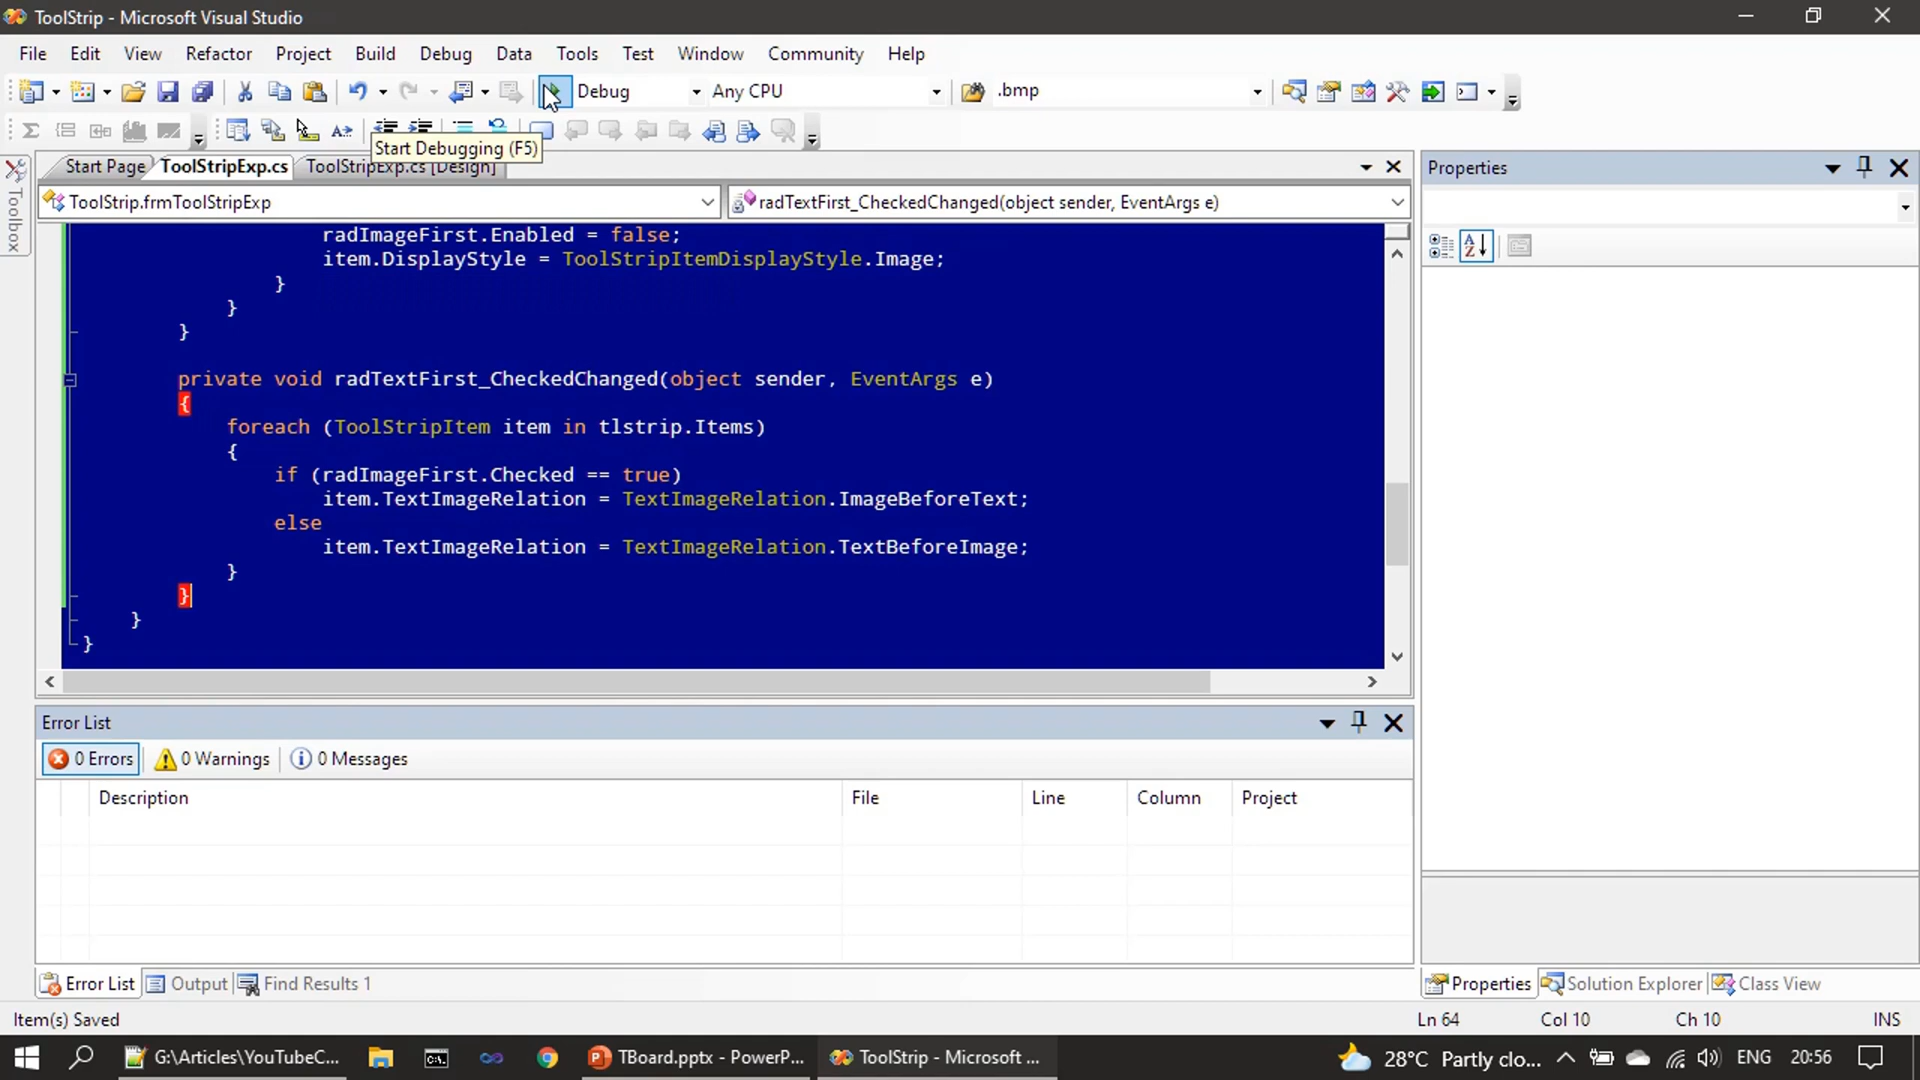 ToolStrip - Microsoft Visual Studio
File Edit View Refactor Project Build Debug Data Tools Test Window Community Help
Debug Any CPU .bmp
Start Debugging (F5)
Start Page ToolStripExp.cs ToolStripExp.cs [Design]
Properties
ToolStrip.frmToolStripExp radTextFirst_CheckedChanged(object sender, EventArgs e)
Toolbox
radImageFirst.Enabled = false;
item.DisplayStyle = ToolStripItemDisplayStyle.Image;
}
}
}
private void radTextFirst_CheckedChanged(object sender, EventArgs e)
{
foreach (ToolStripItem item in tlstrip.Items)
{
if (radImageFirst.Checked == true)
item.TextImageRelation = TextImageRelation.ImageBeforeText;
else
item.TextImageRelation = TextImageRelation.TextBeforeImage;
}
}
}
}
Error List
0 Errors 0 Warnings 0 Messages
Description File Line Column Project
Error List Output Find Results 1
Properties Solution Explorer Class View
Item(s) Saved Ln 64 Col 10 Ch 10 INS
G:\Articles\YouTubeC... TBoard.pptx - PowerP... ToolStrip - Microsoft ... 28°C Partly clo... ENG 20:56